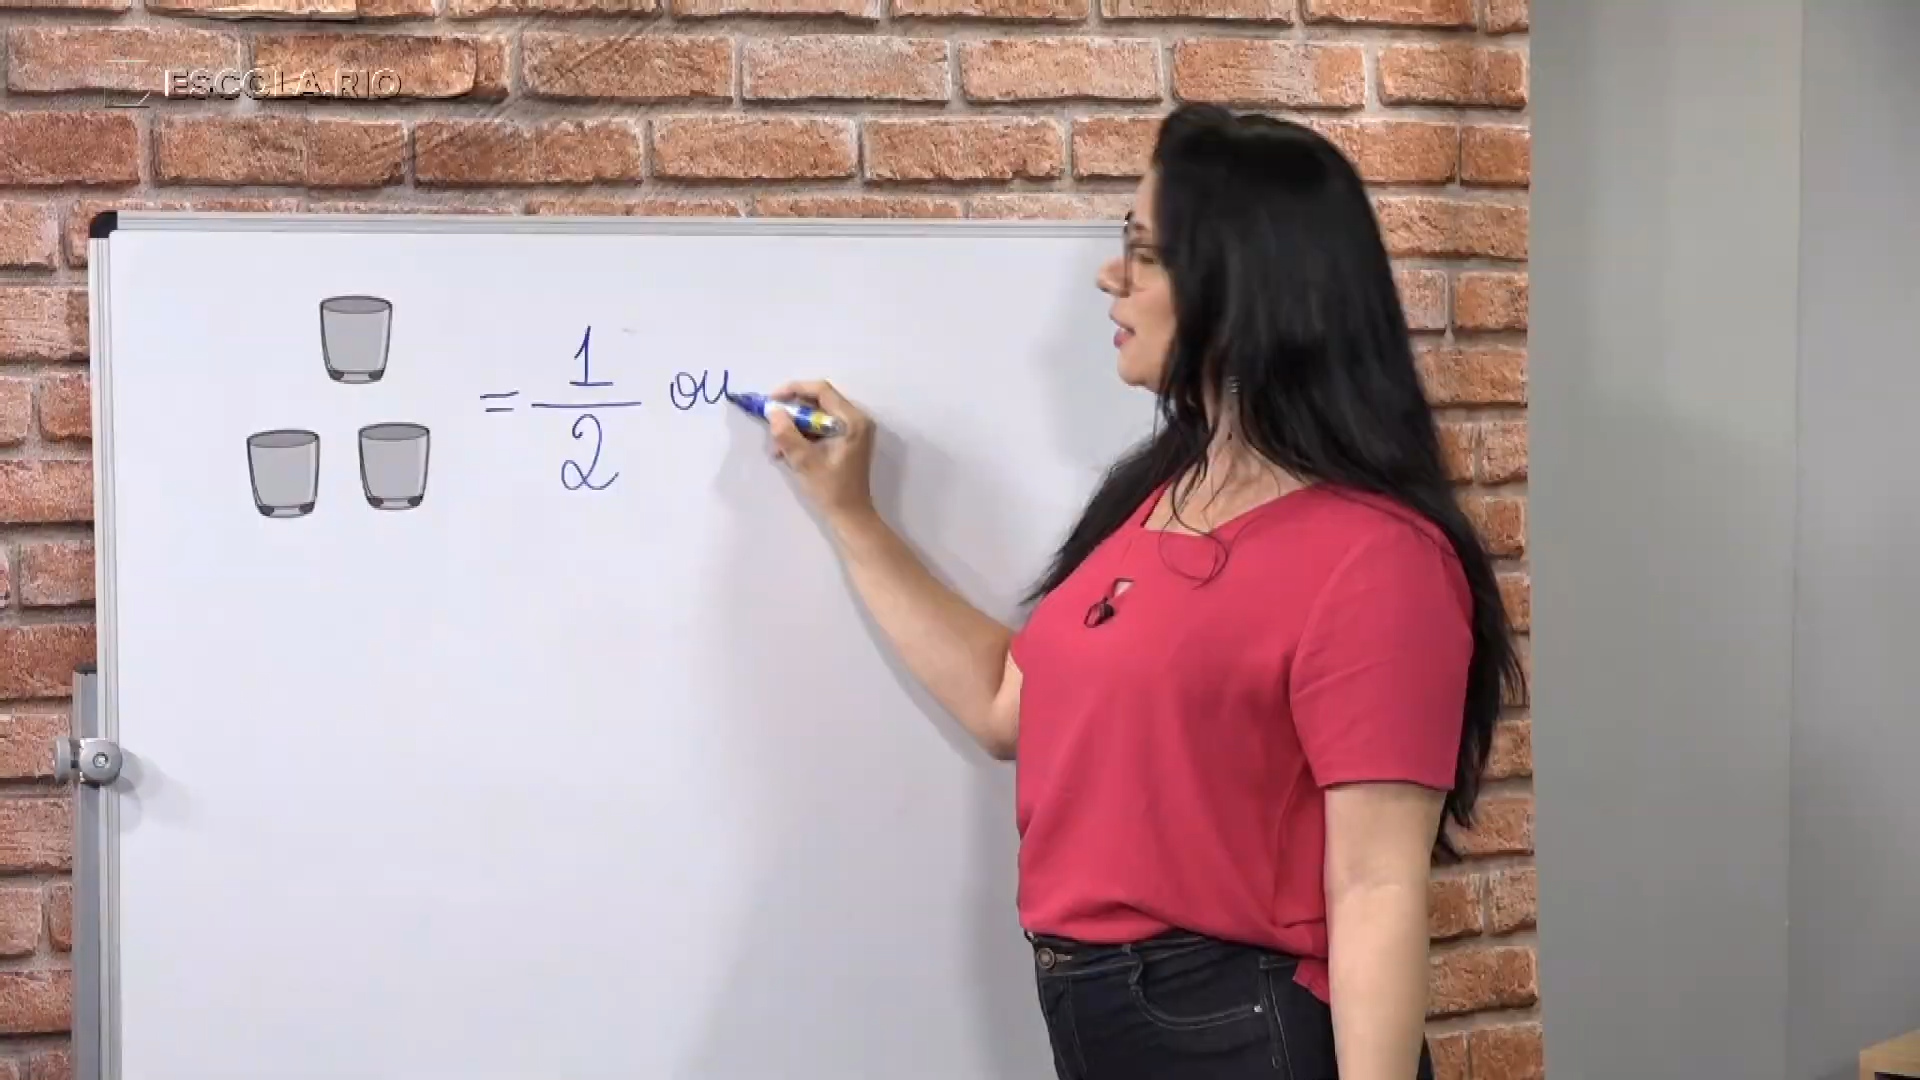 ESCOLA.RIO
= 1/2 ou